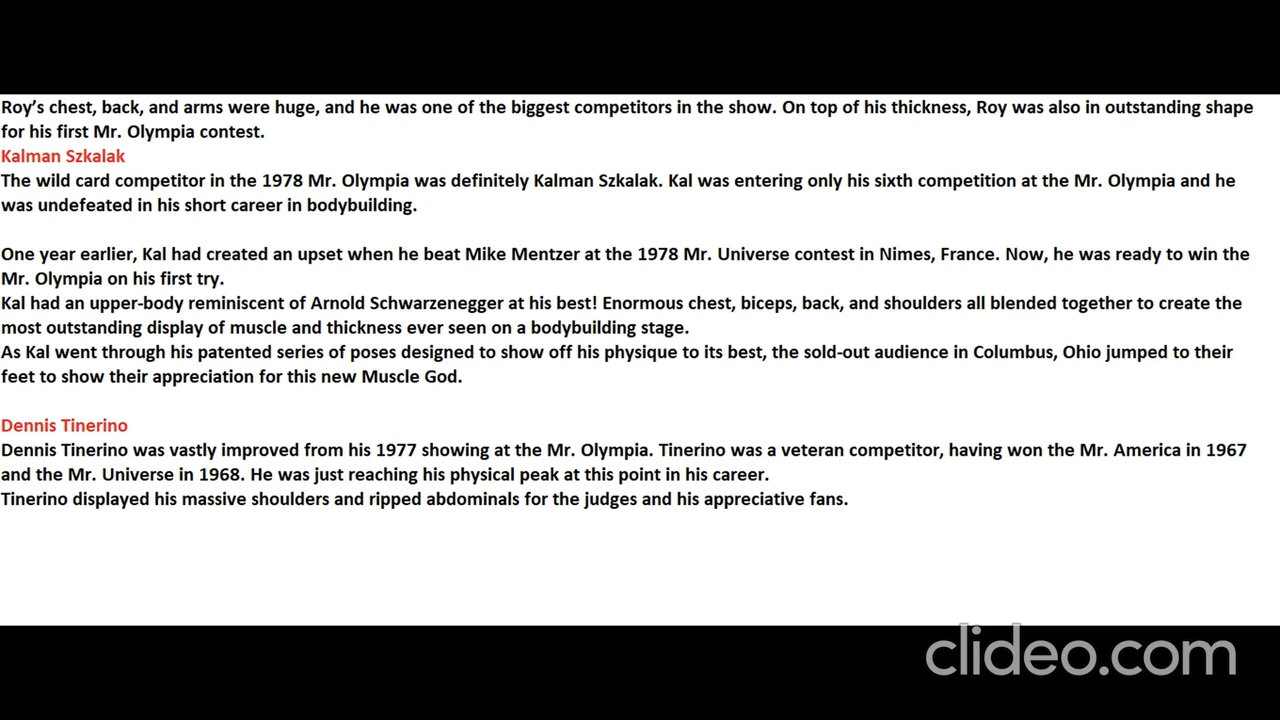 Roy’s chest, back, and arms were huge, and he was one of the biggest competitors in the show. On top of his thickness, Roy was also in outstanding shape
for his first Mr. Olympia contest.
Kalman Szkalak
The wild card competitor in the 1978 Mr. Olympia was definitely Kalman Szkalak. Kal was entering only his sixth competition at the Mr. Olympia and he
was undefeated in his short career in bodybuilding.
One year earlier, Kal had created an upset when he beat Mike Mentzer at the 1978 Mr. Universe contest in Nimes, France. Now, he was ready to win the
Mr. Olympia on his first try.
Kal had an upper-body reminiscent of Arnold Schwarzenegger at his best! Enormous chest, biceps, back, and shoulders all blended together to create the
most outstanding display of muscle and thickness ever seen on a bodybuilding stage.
As Kal went through his patented series of poses designed to show off his physique to its best, the sold-out audience in Columbus, Ohio jumped to their
feet to show their appreciation for this new Muscle God.
Dennis Tinerino
Dennis Tinerino was vastly improved from his 1977 showing at the Mr. Olympia. Tinerino was a veteran competitor, having won the Mr. America in 1967
and the Mr. Universe in 1968. He was just reaching his physical peak at this point in his career.
Tinerino displayed his massive shoulders and ripped abdominals for the judges and his appreciative fans.
clideo.com